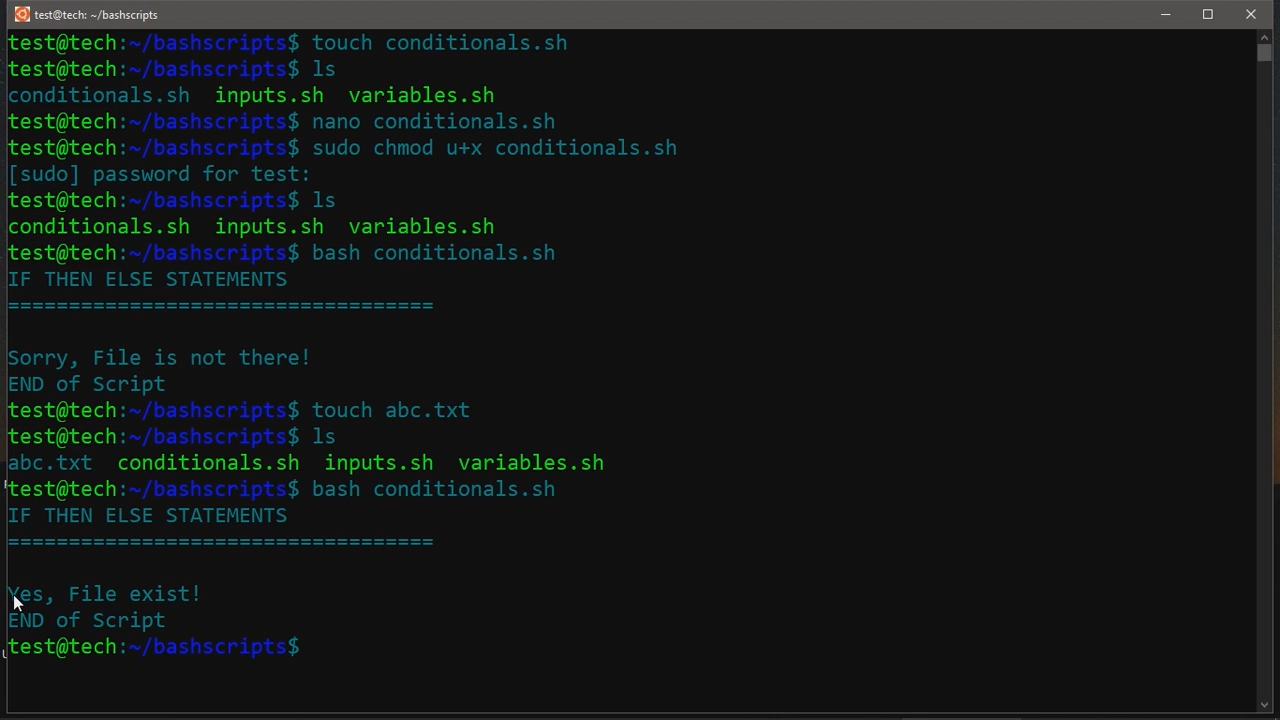 test@tech: ~/bashscripts
test@tech:~/bashscripts$ touch conditionals.sh
test@tech:~/bashscripts$ ls
conditionals.sh  inputs.sh  variables.sh
test@tech:~/bashscripts$ nano conditionals.sh
test@tech:~/bashscripts$ sudo chmod u+x conditionals.sh
[sudo] password for test:
test@tech:~/bashscripts$ ls
conditionals.sh  inputs.sh  variables.sh
test@tech:~/bashscripts$ bash conditionals.sh
IF THEN ELSE STATEMENTS
===================================
Sorry, File is not there!
END of Script
test@tech:~/bashscripts$ touch abc.txt
test@tech:~/bashscripts$ ls
abc.txt  conditionals.sh  inputs.sh  variables.sh
test@tech:~/bashscripts$ bash conditionals.sh
IF THEN ELSE STATEMENTS
===================================
Yes, File exist!
END of Script
test@tech:~/bashscripts$